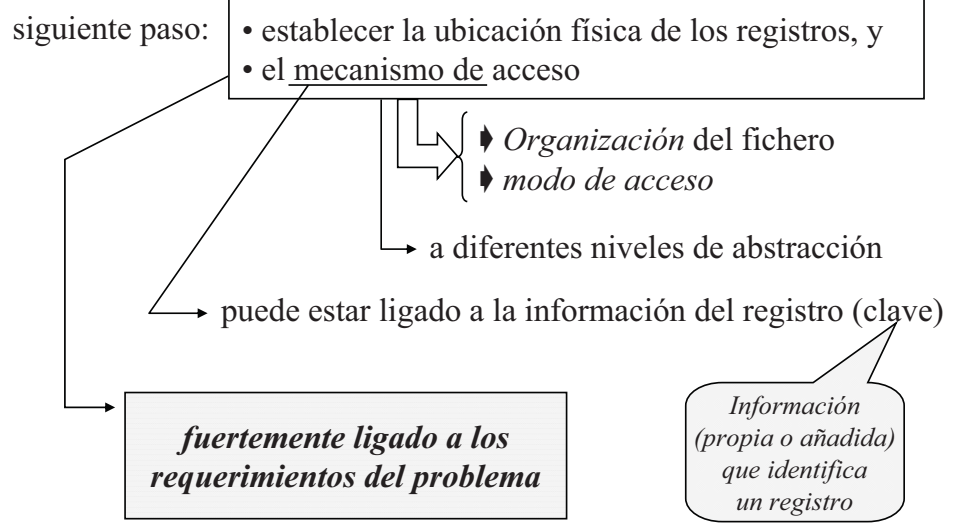 siguiente paso:
• establecer la ubicación física de los registros, y
• el mecanismo de acceso
➧ Organización del fichero
➧ modo de acceso
a diferentes niveles de abstracción
puede estar ligado a la información del registro (clave)
fuertemente ligado a los
requerimientos del problema
Información
(propia o añadida)
que identifica
un registro